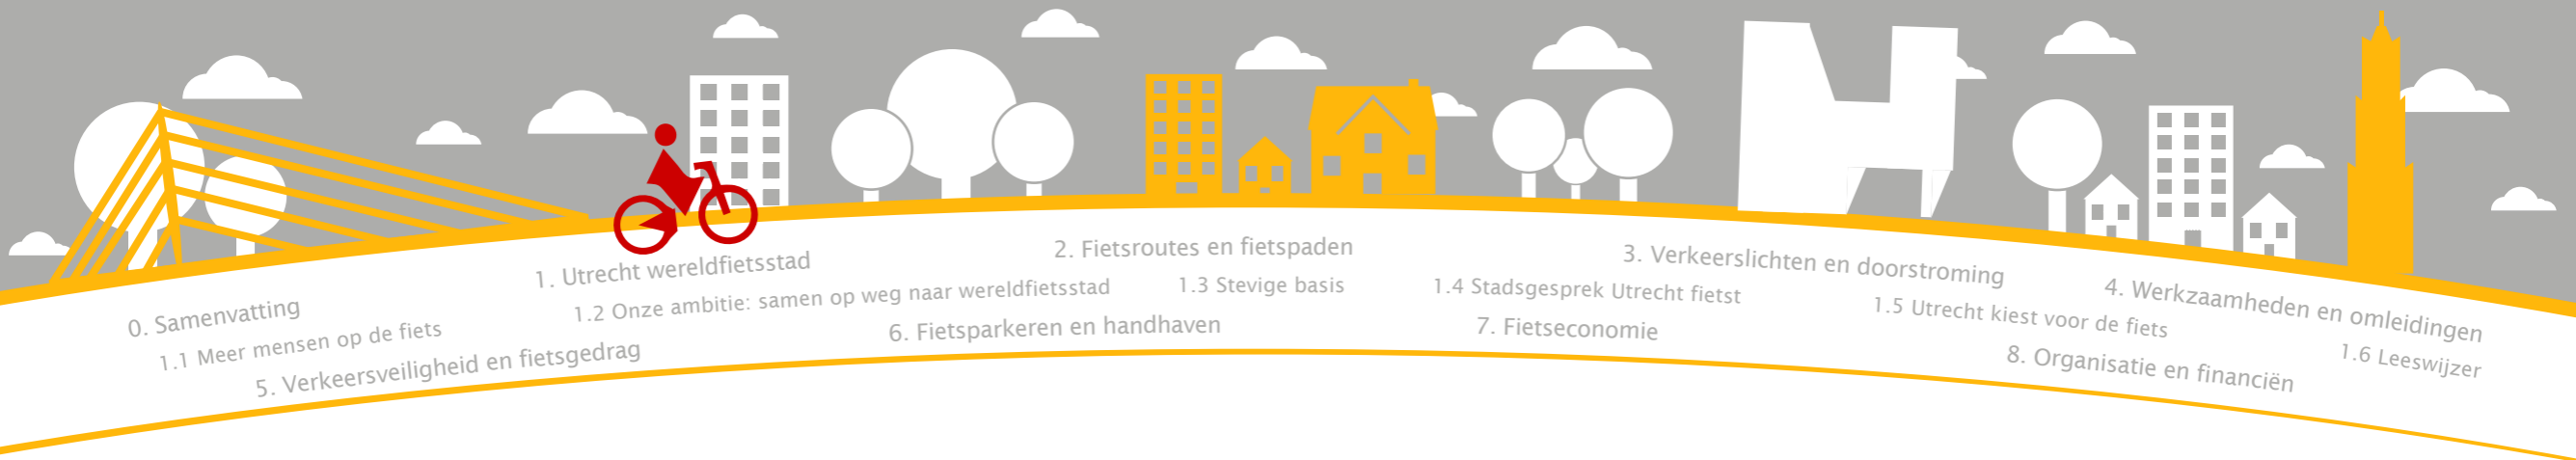 0. Samenvatting
1. Utrecht wereldfietsstad
2. Fietsroutes en fietspaden
3. Verkeerslichten en doorstroming
4. Werkzaamheden en omleidingen
1.1 Meer mensen op de fiets
1.2 Onze ambitie: samen op weg naar wereldfietsstad
1.3 Stevige basis
1.4 Stadsgesprek Utrecht fietst
1.5 Utrecht kiest voor de fiets
1.6 Leeswijzer
5. Verkeersveiligheid en fietsgedrag
6. Fietsparkeren en handhaven
7. Fietseconomie
8. Organisatie en financiën